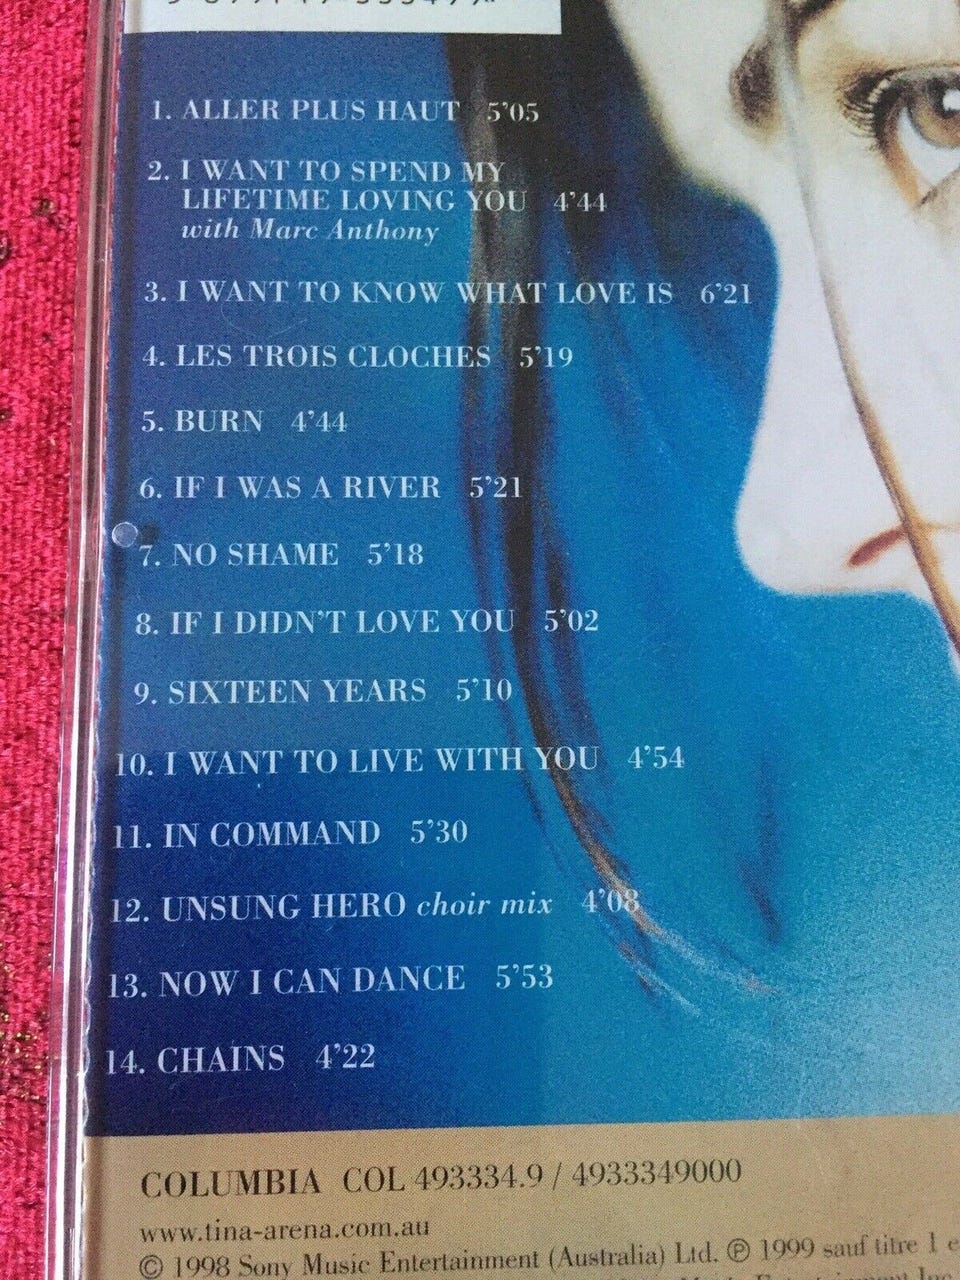 1. ALLER PLUS HAUT 5'05
2. I WANT TO SPEND MY
LIFETIME LOVING YOU 4'44
with Marc Anthony
3. I WANT TO KNOW WHAT LOVE IS 6'21
4. LES TROIS CLOCHES 5'19
5. BURN 4'44
6. IF I WAS A RIVER 5'21
7. NO SHAME 5'18
8. IF I DIDN'T LOVE YOU 5'02
9. SIXTEEN YEARS 5'10
10. I WANT TO LIVE WITH YOU 4'54
11. IN COMMAND 5'30
12. UNSUNG HERO choir mix 4'08
13. NOW I CAN DANCE 5'53
14. CHAINS 4'22
COLUMBIA COL 493334.9 / 4933349000
www.tina-arena.com.au
© 1998 Sony Music Entertainment (Australia) Ltd. ℗ 1999 sauf titre 1 e